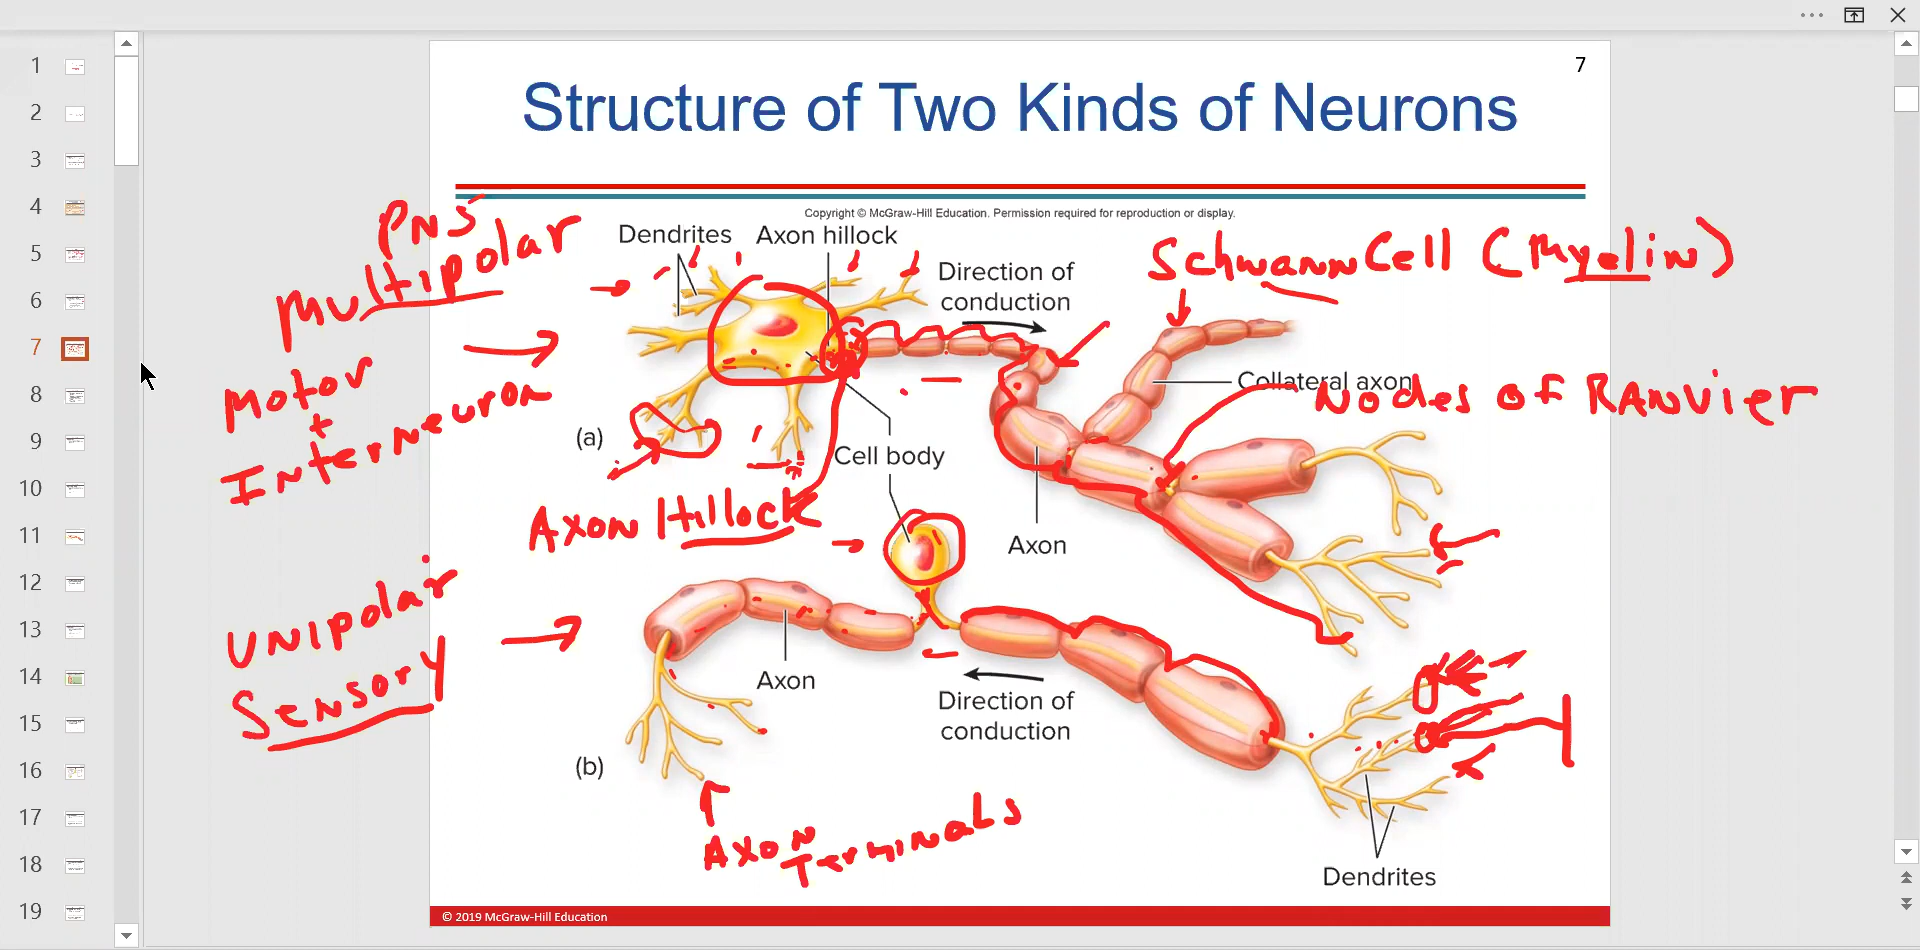 1
2
3
4
5
6
7
8
9
10
11
12
13
14
15
16
17
18
19
7
Structure of Two Kinds of Neurons
Copyright © McGraw-Hill Education. Permission required for reproduction or display.
PNS
Multipolar
Motor
+
Interneuron
Dendrites
Axon hillock
Direction of
conduction
Schwann Cell (Myelin)
Collateral axon
Nodes of RANVier
(a)
Cell body
Axon Hillock
Axon
Unipolar
Sensory
Axon
Direction of
conduction
(b)
Axon
Terminals
Dendrites
© 2019 McGraw-Hill Education